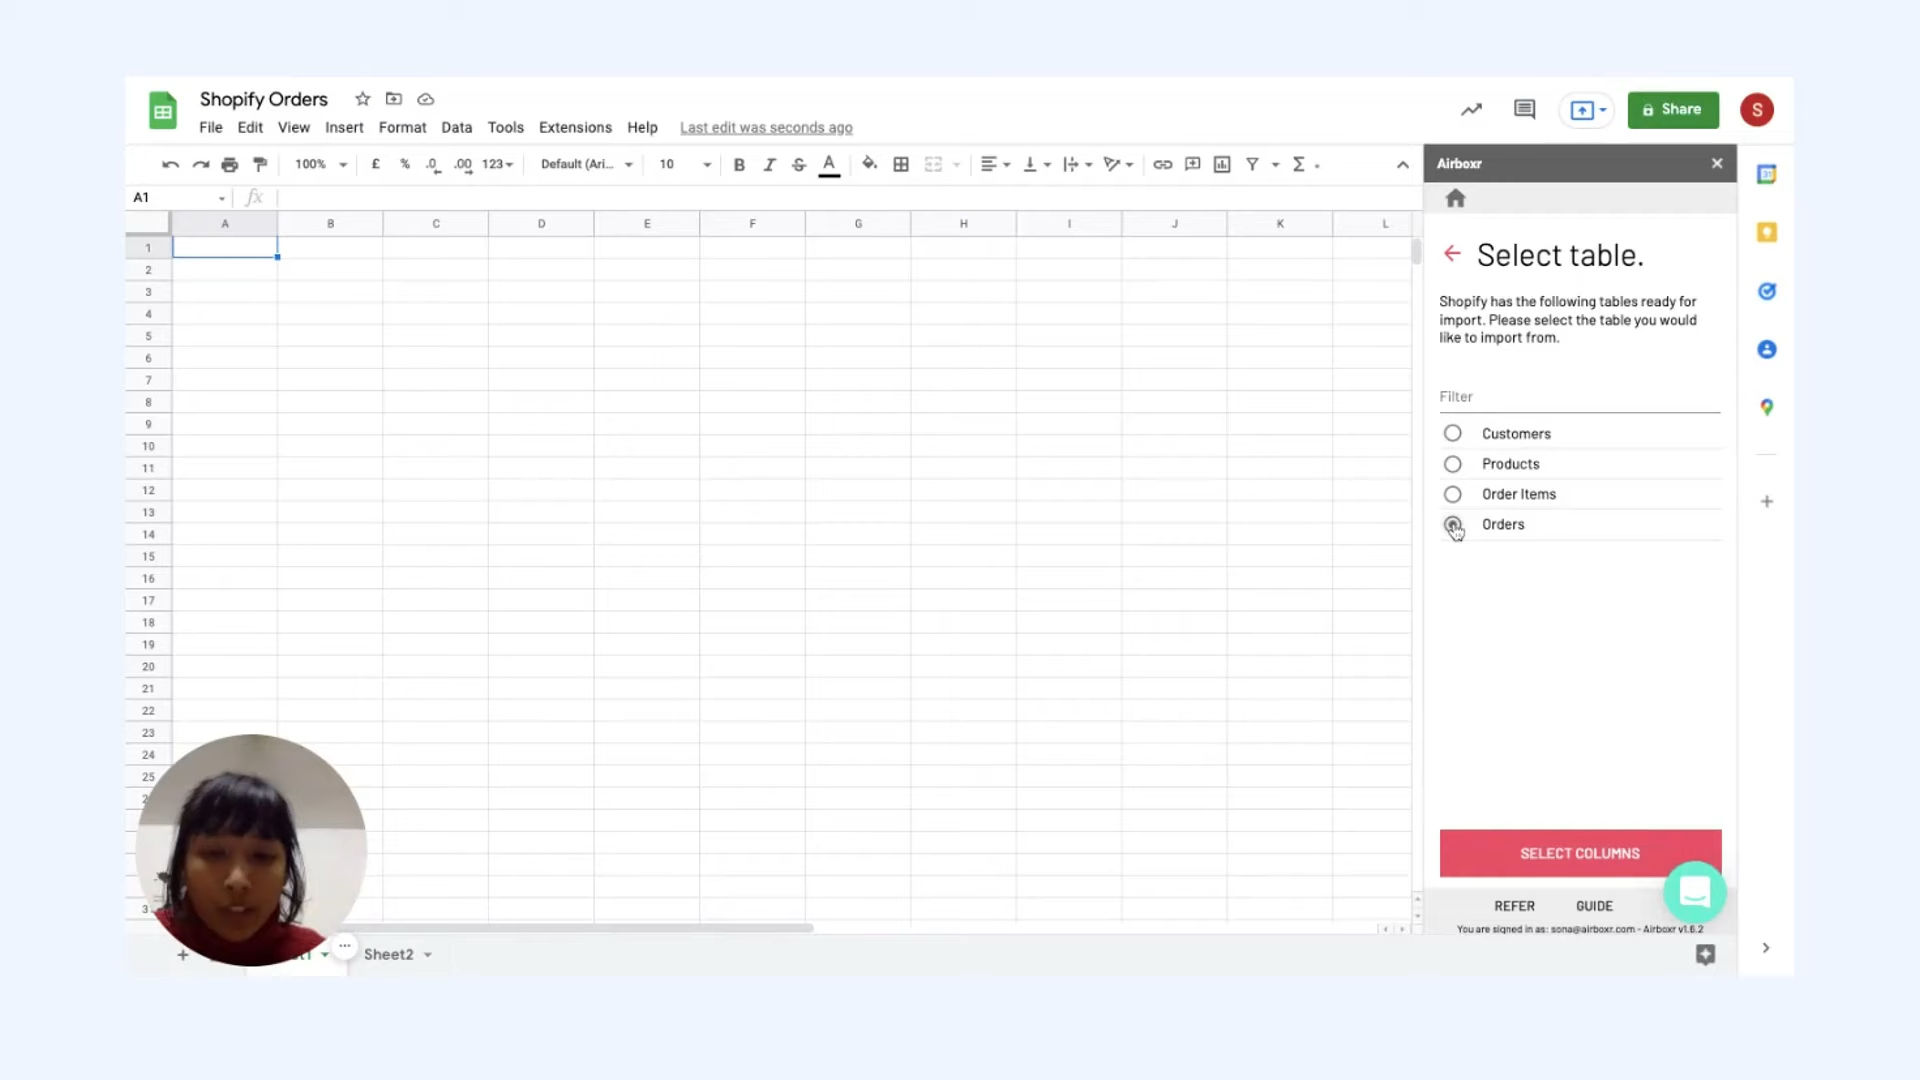 Shopify Orders
File Edit View Insert Format Data Tools Extensions Help Last edit was seconds ago
Share
S
100% £ % .0 .00 123 Default (Ari... 10 B I S A Σ
Airboxr
A1 fx
A B C D E F G H I J K L
1
2
3
4
5
6
7
8
9
10
11
12
13
14
15
16
17
18
19
20
21
22
23
24
25
Select table.
Shopify has the following tables ready for
import. Please select the table you would
like to import from.
Filter
Customers
Products
Order Items
Orders
SELECT COLUMNS
REFER GUIDE
You are signed in as: sona@airboxr.com - Airboxr v1.6.2
Sheet2
31